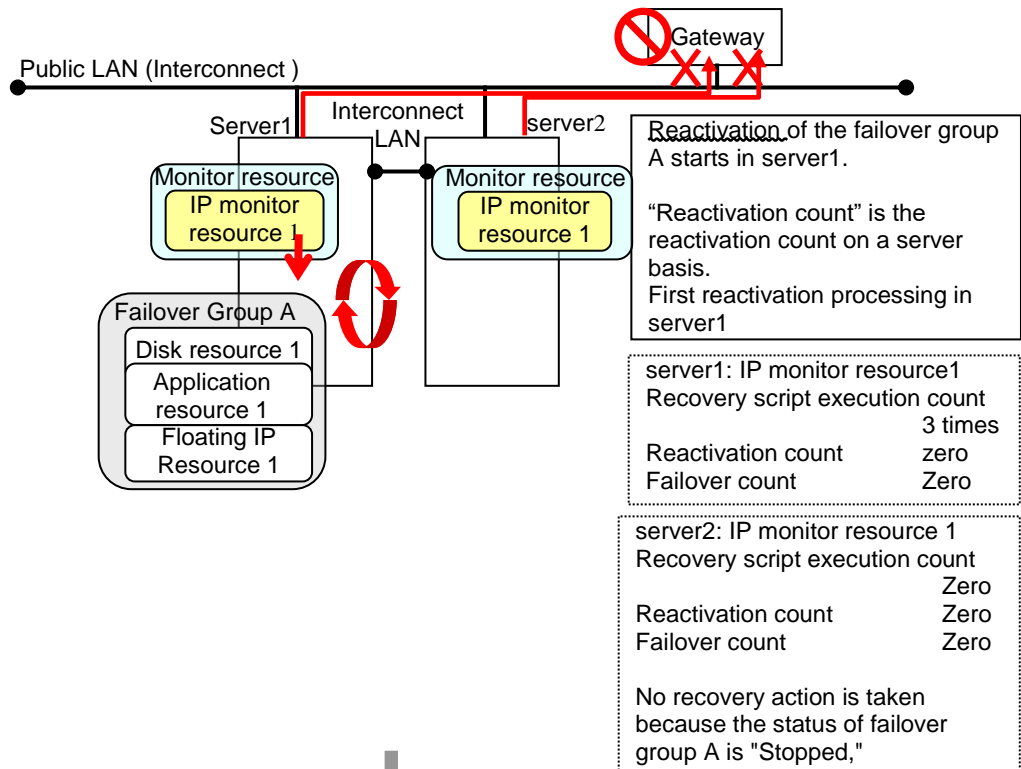 Gateway
Public LAN (Interconnect )
Server1
Interconnect
LAN
server2
Monitor resource
IP monitor
resource 1
Monitor resource
IP monitor
resource 1
Failover Group A
Disk resource 1
Application
resource 1
Floating IP
Resource 1
Reactivation of the failover group
A starts in server1.
“Reactivation count” is the
reactivation count on a server
basis.
First reactivation processing in
server1
server1: IP monitor resource1
Recovery script execution count
3 times
Reactivation count zero
Failover count Zero
server2: IP monitor resource 1
Recovery script execution count
Zero
Reactivation count Zero
Failover count Zero
No recovery action is taken
because the status of failover
group A is "Stopped,"